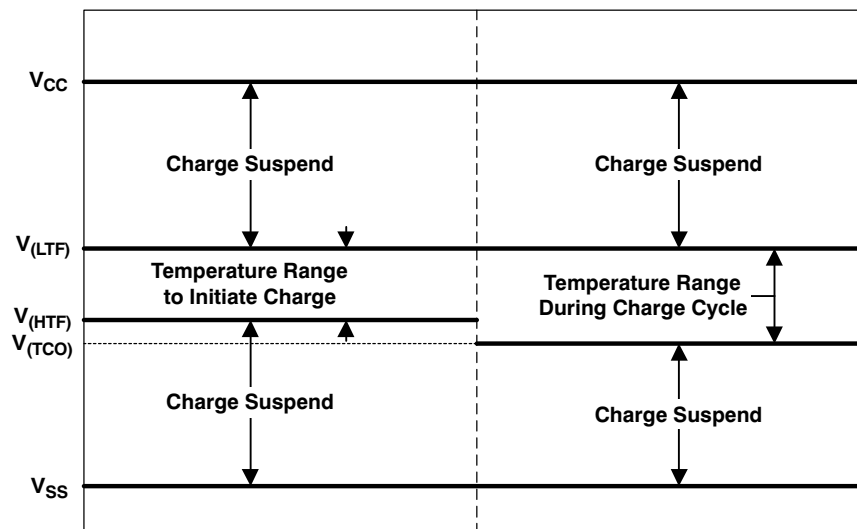 VCC
Charge Suspend
Charge Suspend
V(LTF)
Temperature Range
to Initiate Charge
Temperature Range
During Charge Cycle
V(HTF)
V(TCO)
Charge Suspend
Charge Suspend
VSS